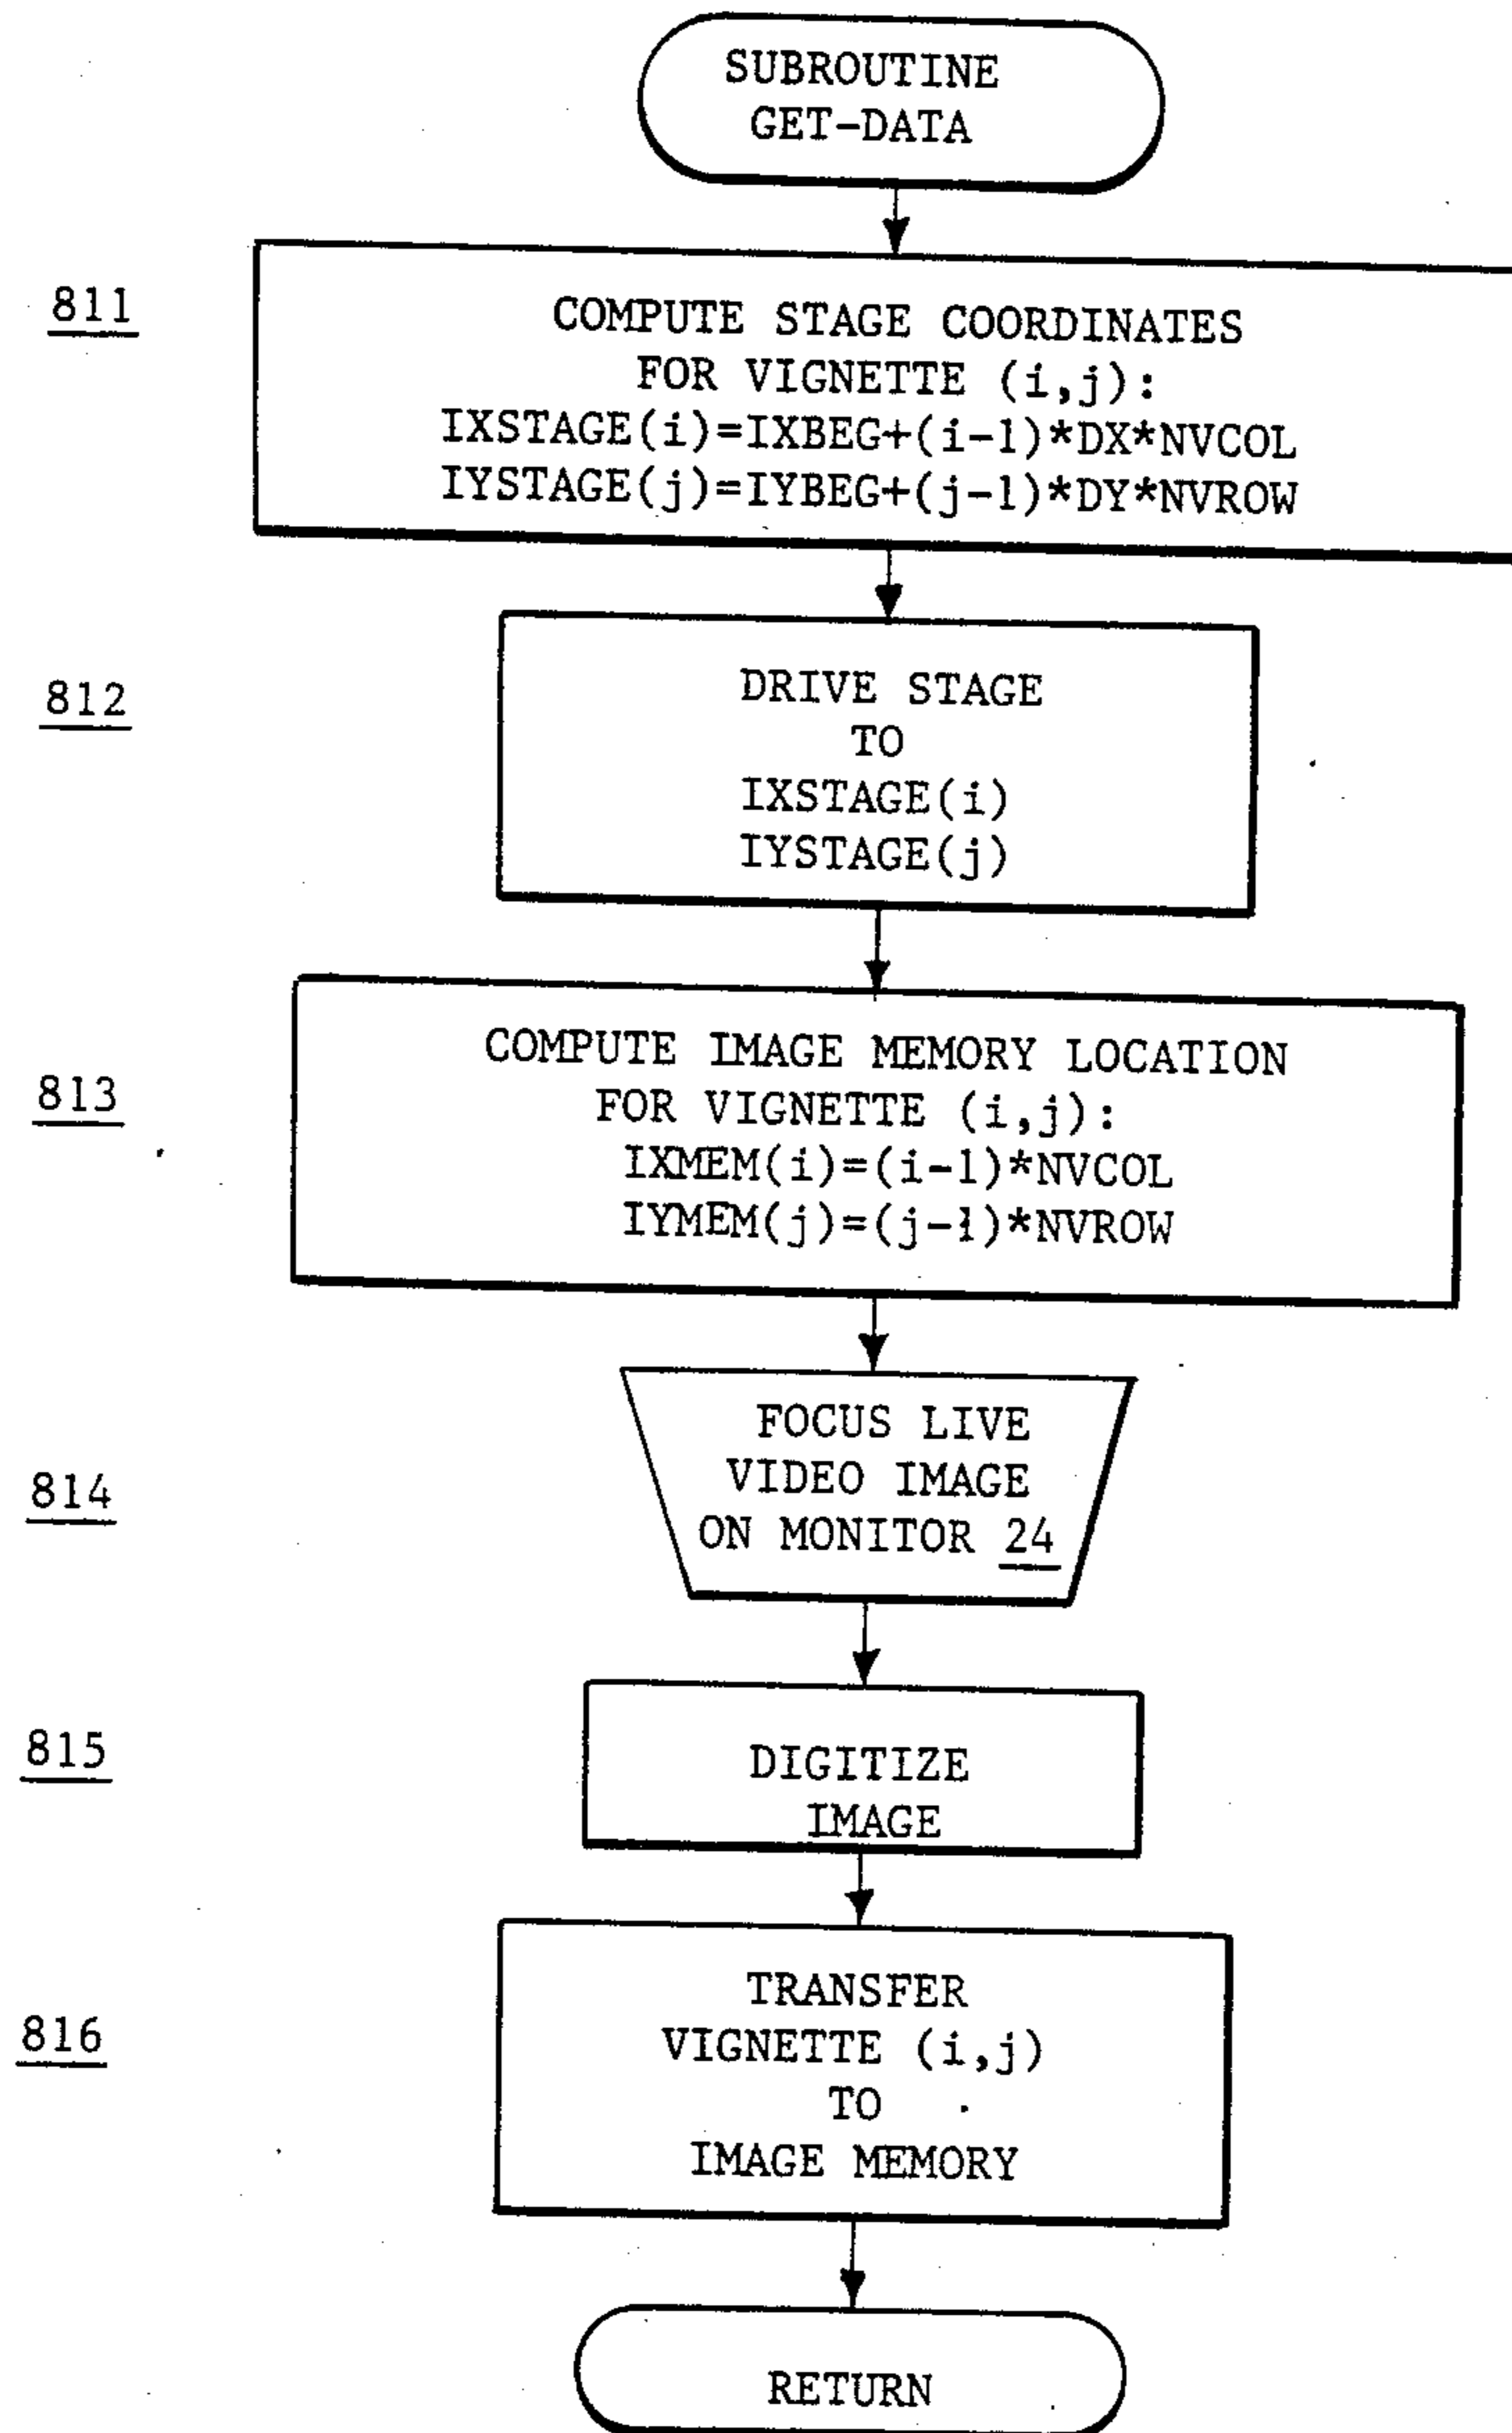 SUBROUTINE
GET-DATA
811
COMPUTE STAGE COORDINATES
FOR VIGNETTE (i,j):
IXSTAGE(i)=IXBEG+(i-1)*DX*NVCOL
IYSTAGE(j)=IYBEG+(j-1)*DY*NVROW
812
DRIVE STAGE
TO
IXSTAGE(i)
IYSTAGE(j)
813
COMPUTE IMAGE MEMORY LOCATION
FOR VIGNETTE (i,j):
IXMEM(i)=(i-1)*NVCOL
IYMEM(j)=(j-1)*NVROW
814
FOCUS LIVE
VIDEO IMAGE
ON MONITOR 24
815
DIGITIZE
IMAGE
816
TRANSFER
VIGNETTE (i,j)
TO
IMAGE MEMORY
RETURN